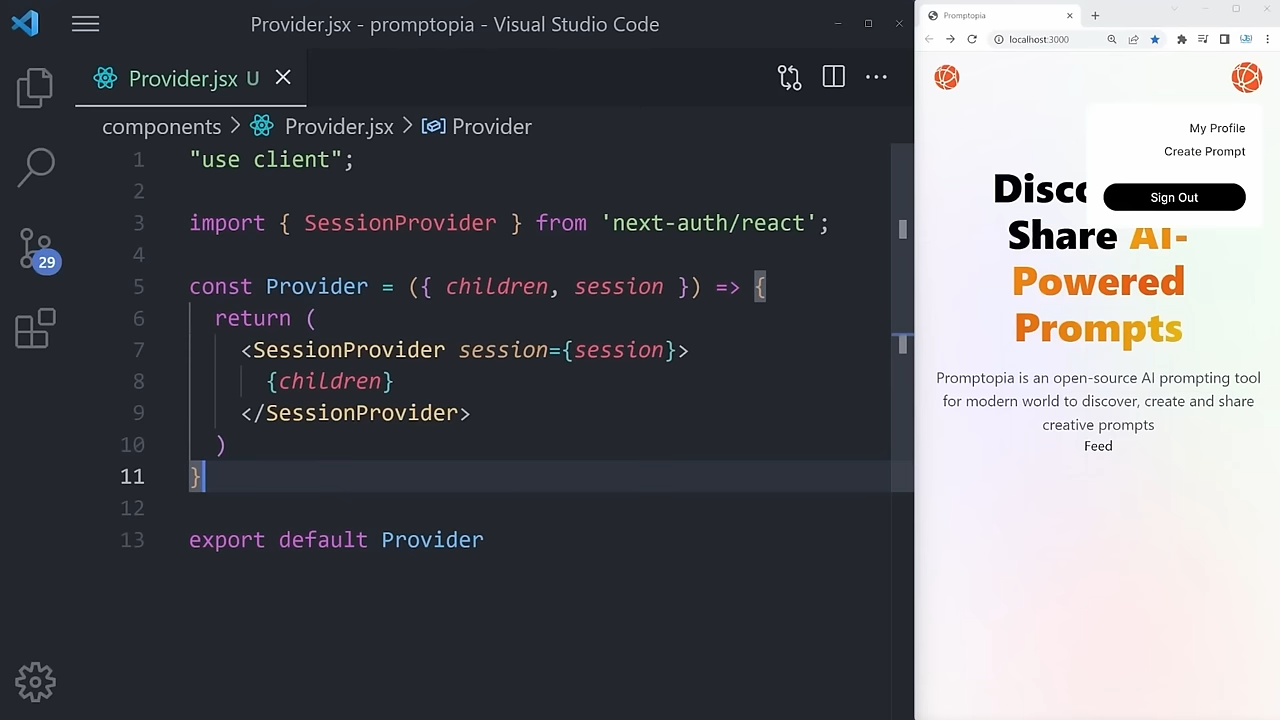 Provider.jsx - promptopia - Visual Studio Code
Provider.jsx U
components > Provider.jsx > Provider
1 "use client";
2
3 import { SessionProvider } from 'next-auth/react';
4
5 const Provider = ({ children, session }) => {
6 return (
7 <SessionProvider session={session}>
8 {children}
9 </SessionProvider>
10 )
11 }
12
13 export default Provider
29
Promptopia
localhost:3000
My Profile
Create Prompt
Sign Out
Disco
Share AI-
Powered
Prompts
Promptopia is an open-source AI prompting tool
for modern world to discover, create and share
creative prompts
Feed